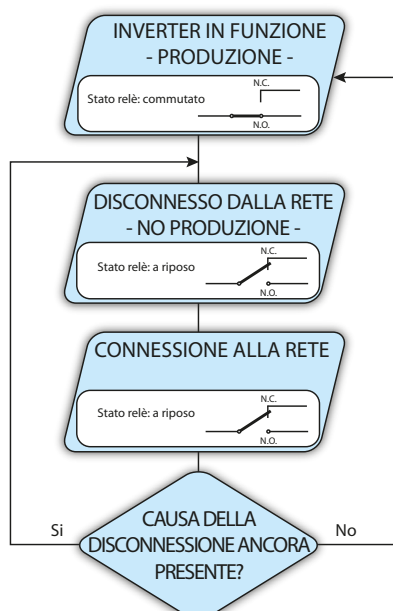 INVERTER IN FUNZIONE
- PRODUZIONE -
N.C.
Stato relè: commutato
N.O.
DISCONNESSO DALLA RETE
- NO PRODUZIONE -
N.C.
Stato relè: a riposo
N.O.
CONNESSIONE ALLA RETE
N.C.
Stato relè: a riposo
N.O.
Si
CAUSA DELLA
DISCONNESSIONE ANCORA
PRESENTE?
No